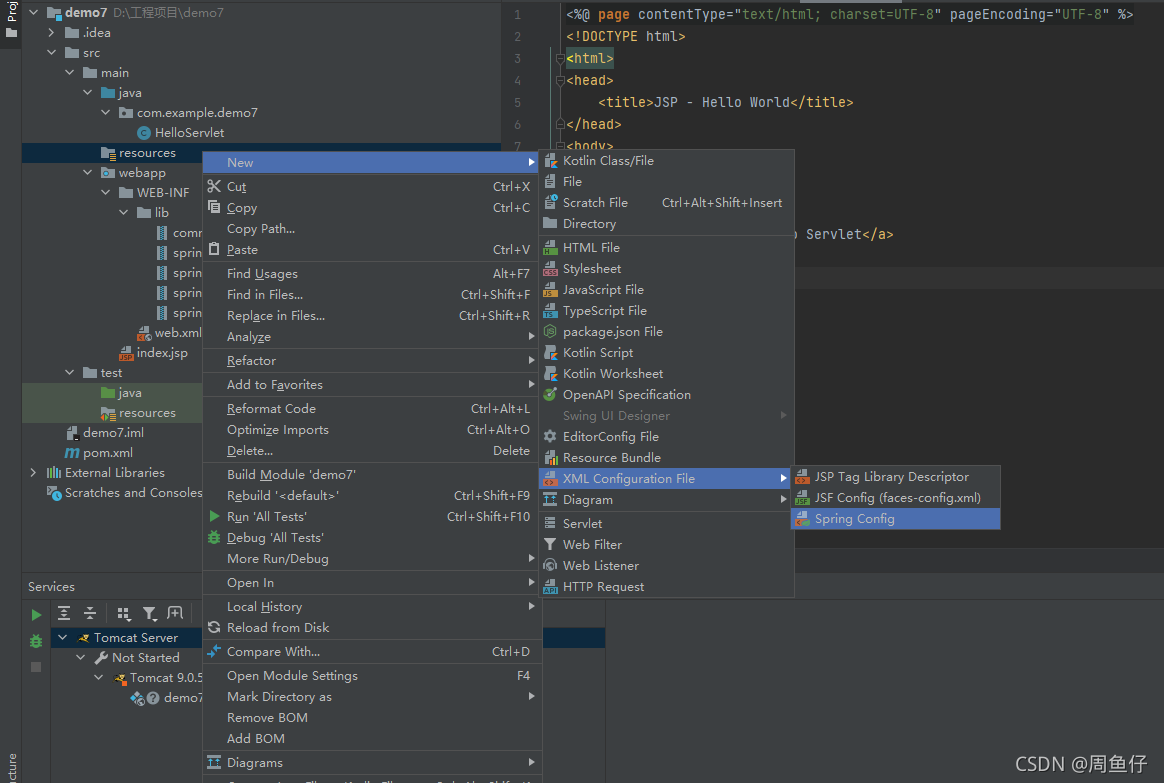 Proj
demo7 D:\工程项目\demo7
.idea
src
main
java
com.example.demo7
HelloServlet
resources
webapp
WEB-INF
lib
comm
sprin
sprin
sprin
sprin
web.xml
index.jsp
test
java
resources
demo7.iml
pom.xml
External Libraries
Scratches and Consoles
1 <%@ page contentType="text/html; charset=UTF-8" pageEncoding="UTF-8" %>
2 <!DOCTYPE html>
3 <html>
4 <head>
5 <title>JSP - Hello World</title>
6 </head>
7 <body>
Servlet</a>
New
Cut Ctrl+X
Copy Ctrl+C
Copy Path...
Paste Ctrl+V
Find Usages Alt+F7
Find in Files... Ctrl+Shift+F
Replace in Files... Ctrl+Shift+R
Analyze
Refactor
Add to Favorites
Reformat Code Ctrl+Alt+L
Optimize Imports Ctrl+Alt+O
Delete... Delete
Build Module 'demo7'
Rebuild '<default>' Ctrl+Shift+F9
Run 'All Tests' Ctrl+Shift+F10
Debug 'All Tests'
More Run/Debug
Open In
Local History
Reload from Disk
Compare With... Ctrl+D
Open Module Settings F4
Mark Directory as
Remove BOM
Add BOM
Diagrams
Kotlin Class/File
File
Scratch File Ctrl+Alt+Shift+Insert
Directory
HTML File
Stylesheet
JavaScript File
TypeScript File
package.json File
Kotlin Script
Kotlin Worksheet
OpenAPI Specification
Swing UI Designer
EditorConfig File
Resource Bundle
XML Configuration File
Diagram
Servlet
Web Filter
Web Listener
HTTP Request
JSP Tag Library Descriptor
JSF Config (faces-config.xml)
Spring Config
Services
Tomcat Server
Not Started
Tomcat 9.0.5
demo7
cture
CSDN @周鱼仔